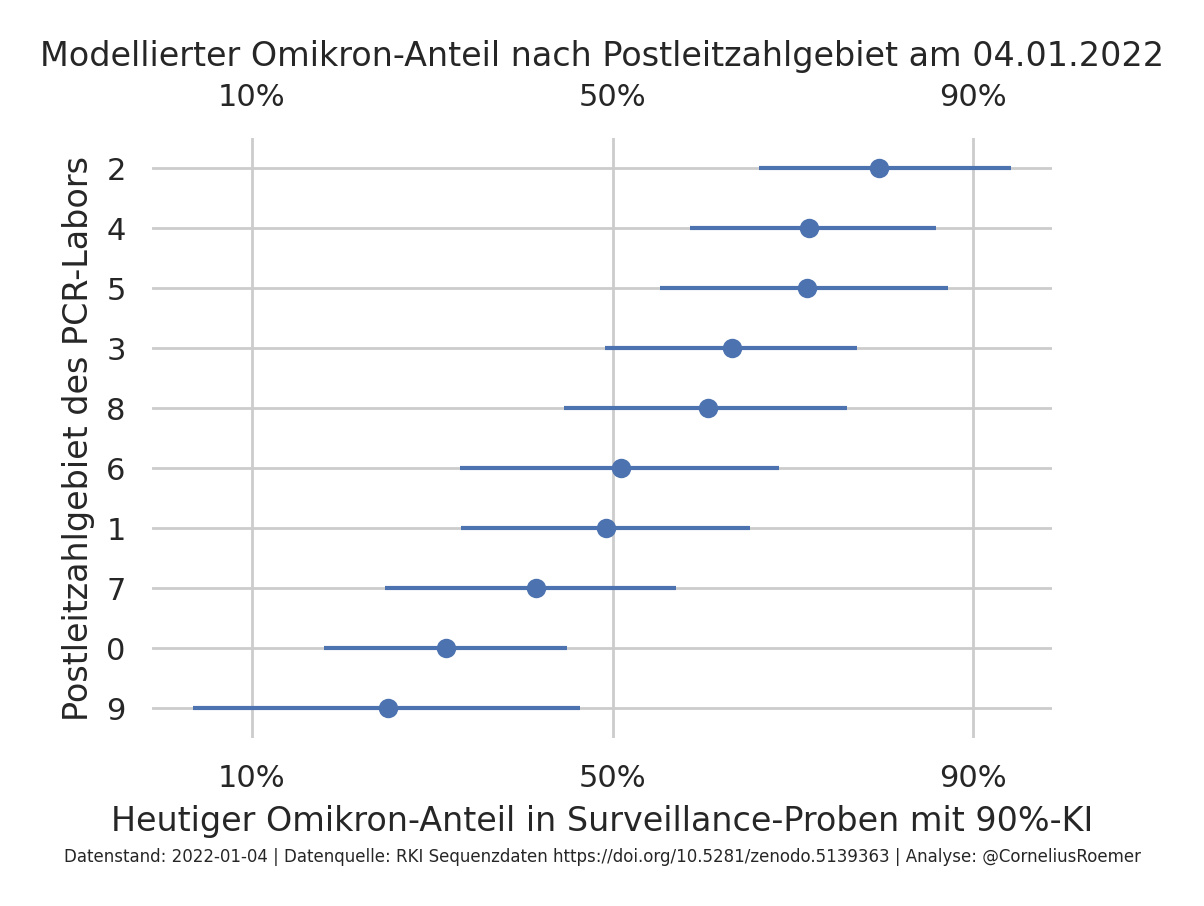 Modellierter Omikron-Anteil nach Postleitzahlgebiet am 04.01.2022
10% 50% 90%
Postleitzahlgebiet des PCR-Labors
2
4
5
3
8
6
1
7
0
9
10% 50% 90%
Heutiger Omikron-Anteil in Surveillance-Proben mit 90%-KI
Datenstand: 2022-01-04 | Datenquelle: RKI Sequenzdaten https://doi.org/10.5281/zenodo.5139363 | Analyse: @CorneliusRoemer